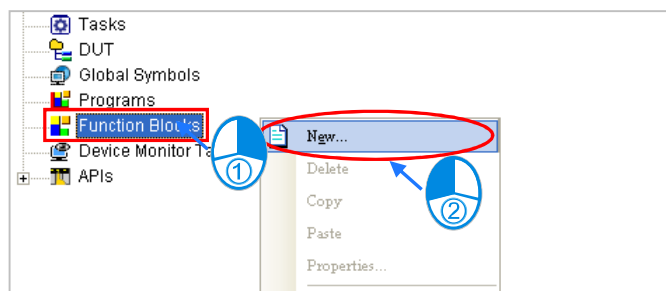 Tasks
DUT
Global Symbols
Programs
Function Blocks
Device Monitor Ta
APIs
New...
Delete
Copy
Paste
Properties...
1
2